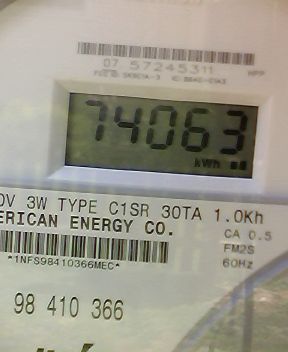 07 57245311
74063
kWh
0V 3W TYPE C1SR 30TA 1.0Kh
ERICAN ENERGY CO.
CA 0.5
FM2S
60Hz
*1NFS98410366MEC*
98 410 366